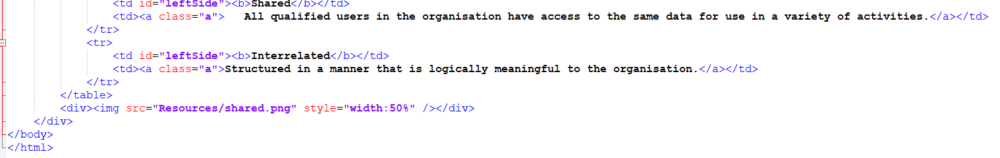 <td id="leftSide"><b>Shared</b></td>
<td><a class="a">   All qualified users in the organisation have access to the same data for use in a variety of activities.</a></td>
</tr>
<tr>
<td id="leftSide"><b>Interrelated</b></td>
<td><a class="a">Structured in a manner that is logically meaningful to the organisation.</a></td>
</tr>
</table>
<div><img src="Resources/shared.png" style="width:50%" /></div>
</div>
</body>
</html>